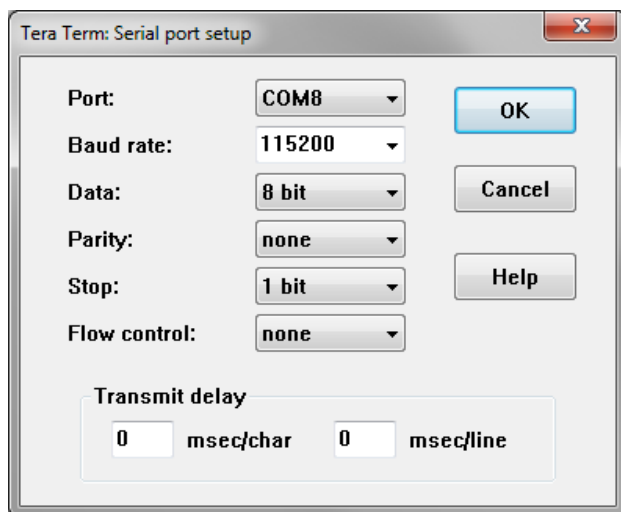 Tera Term: Serial port setup
Port: COM8
OK
Baud rate: 115200
Data: 8 bit
Cancel
Parity: none
Stop: 1 bit
Help
Flow control: none
Transmit delay
0 msec/char 0 msec/line